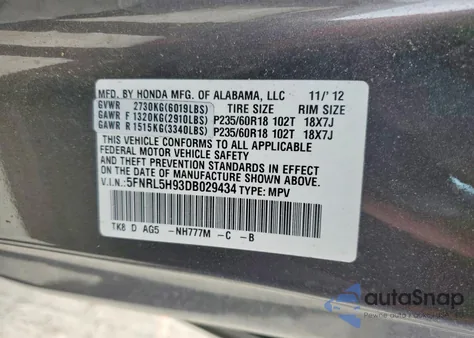 MFD. BY HONDA MFG. OF ALABAMA, LLC 11/'12
GVWR 2730KG(6019LBS) TIRE SIZE RIM SIZE
GAWR F 1320KG(2910LBS) P235/60R18 102T 18X7J
GAWR R 1515KG(3340LBS) P235/60R18 102T 18X7J
THIS VEHICLE CONFORMS TO ALL APPLICABLE
FEDERAL MOTOR VEHICLE SAFETY, BUMPER, AND
THEFT PREVENTION STANDARDS IN EFFECT ON
THE DATE OF MANUFACTURE SHOWN ABOVE.
V.I.N.: 5FNRL5H93DB029434 TYPE: MPV
TK8 D AG5 -NH777M -C -B
autoSnap
Pewne auto